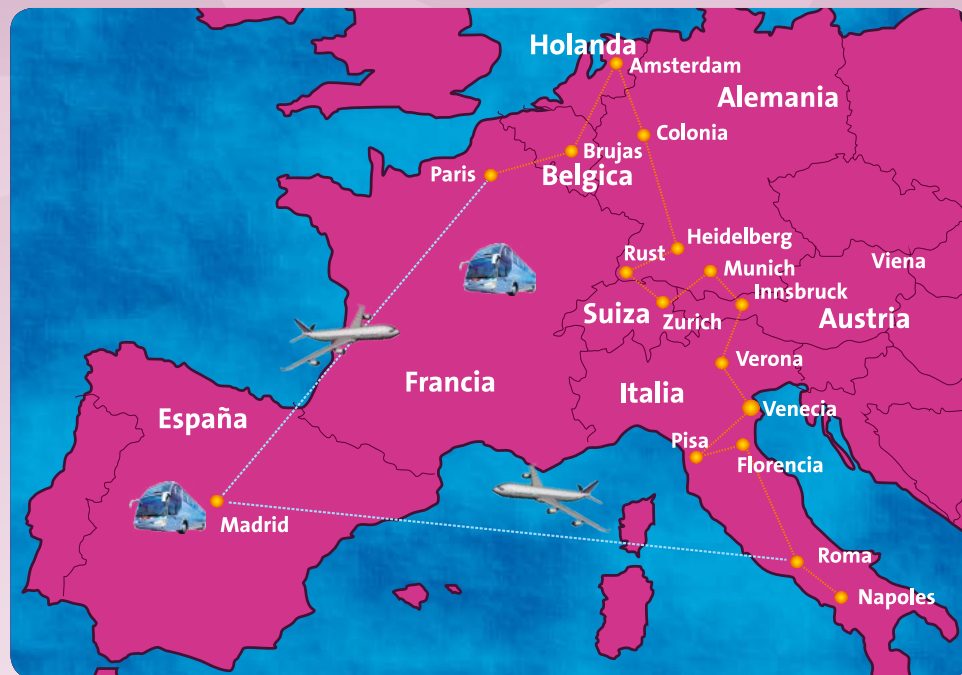 Holanda
Amsterdam
Alemania
Colonia
Brujas
Belgica
Paris
Heidelberg
Rust
Munich
Viena
Innsbruck
Suiza
Zurich
Austria
Verona
Francia
Italia
España
Venecia
Pisa
Florencia
Madrid
Roma
Napoles